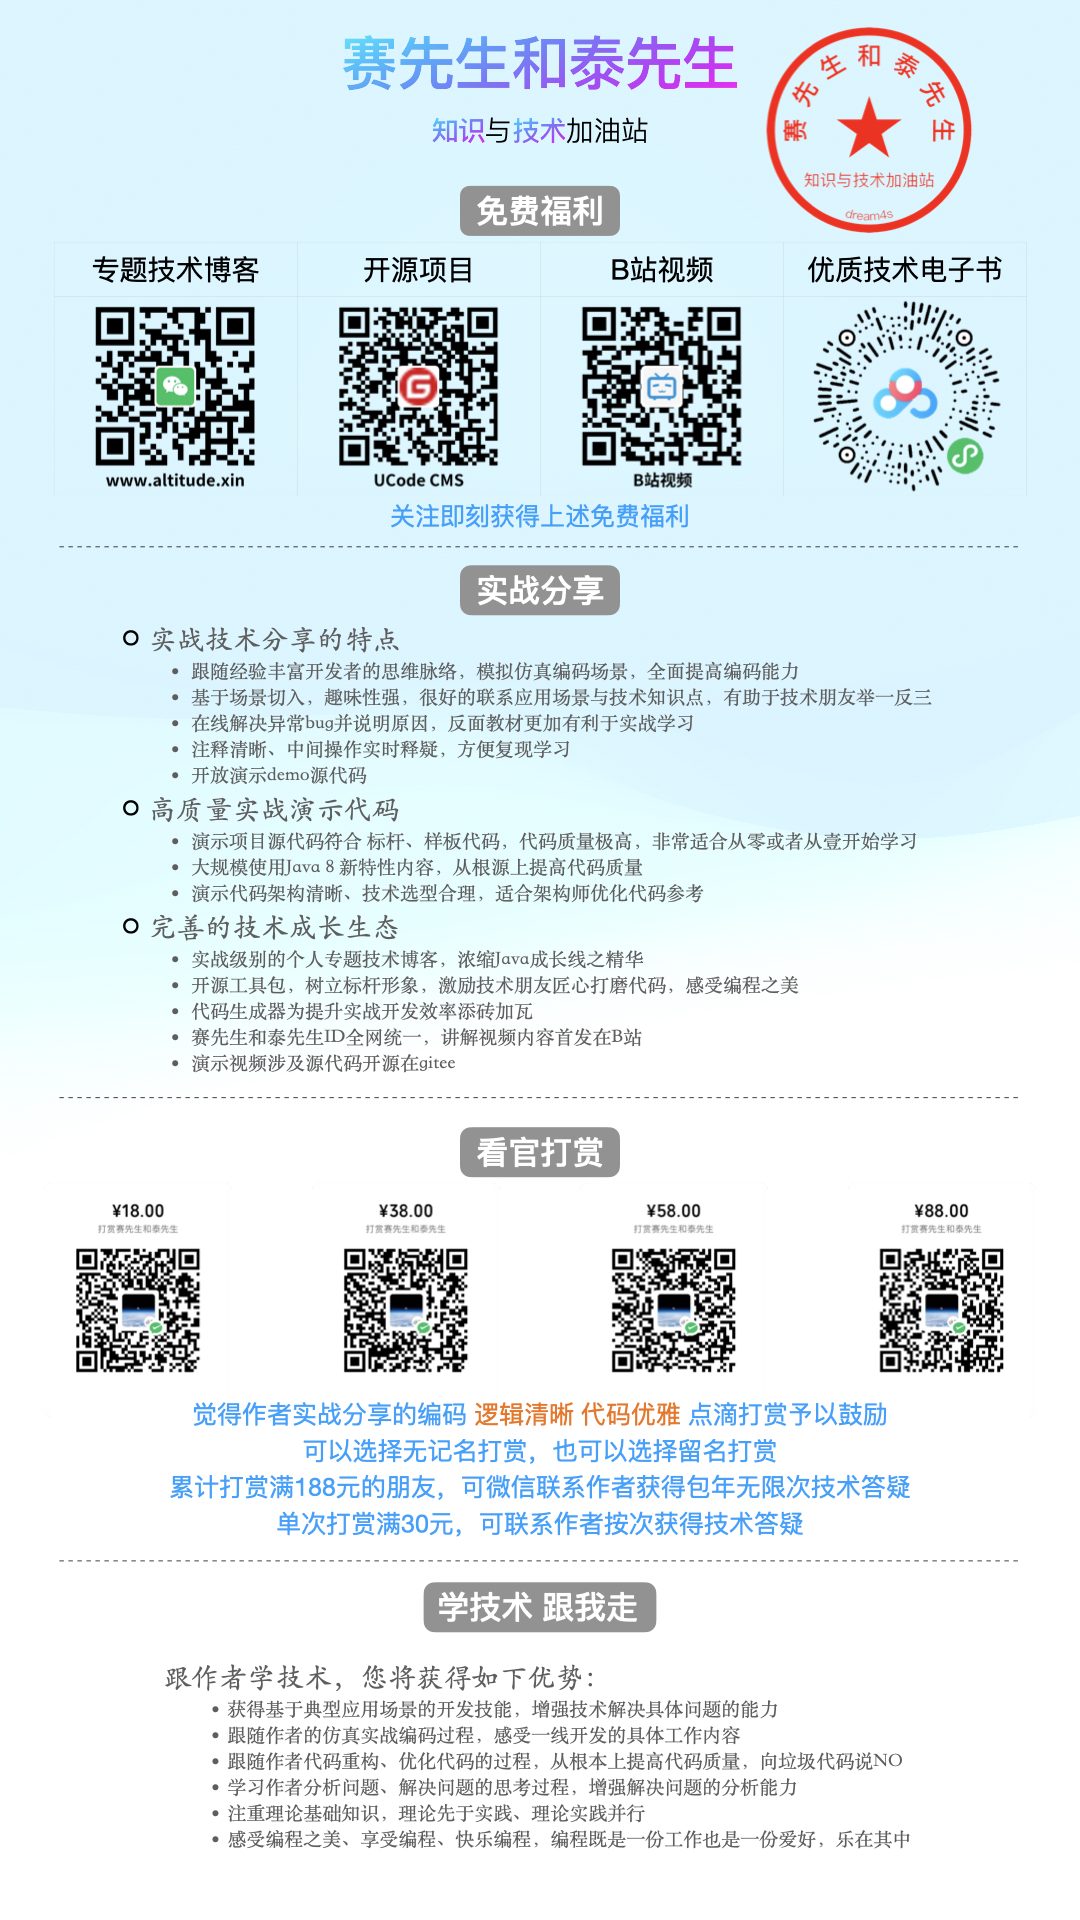 赛先生和泰先生
知识与技术加油站
赛先生和泰先生
知识与技术加油站
dream4s
免费福利
专题技术博客 开源项目 B站视频 优质技术电子书
www.altitude.xin UCode CMS B站视频
关注即刻获得上述免费福利
实战分享
实战技术分享的特点
跟随经验丰富开发者的思维脉络，模拟仿真编码场景，全面提高编码能力
基于场景切入，趣味性强，很好的联系应用场景与技术知识点，有助于技术朋友举一反三
在线解决异常bug并说明原因，反面教材更加有利于实战学习
注释清晰、中间操作实时释疑，方便复现学习
开放演示demo源代码
高质量实战演示代码
演示项目源代码符合 标杆、样板代码，代码质量极高，非常适合从零或者从壹开始学习
大规模使用Java 8 新特性内容，从根源上提高代码质量
演示代码架构清晰、技术选型合理，适合架构师优化代码参考
完善的技术成长生态
实战级别的个人专题技术博客，浓缩Java成长线之精华
开源工具包，树立标杆形象，激励技术朋友匠心打磨代码，感受编程之美
代码生成器为提升实战开发效率添砖加瓦
赛先生和泰先生ID全网统一，讲解视频内容首发在B站
演示视频涉及源代码开源在gitee
看官打赏
¥18.00 ¥38.00 ¥58.00 ¥88.00
打赏赛先生和泰先生 打赏赛先生和泰先生 打赏赛先生和泰先生 打赏赛先生和泰先生
觉得作者实战分享的编码 逻辑清晰 代码优雅 点滴打赏予以鼓励
可以选择无记名打赏，也可以选择留名打赏
累计打赏满188元的朋友，可微信联系作者获得包年无限次技术答疑
单次打赏满30元，可联系作者按次获得技术答疑
学技术 跟我走
跟作者学技术，您将获得如下优势：
获得基于典型应用场景的开发技能，增强技术解决具体问题的能力
跟随作者的仿真实战编码过程，感受一线开发的具体工作内容
跟随作者代码重构、优化代码的过程，从根本上提高代码质量，向垃圾代码说NO
学习作者分析问题、解决问题的思考过程，增强解决问题的分析能力
注重理论基础知识，理论先于实践、理论实践并行
感受编程之美、享受编程、快乐编程，编程既是一份工作也是一份爱好，乐在其中